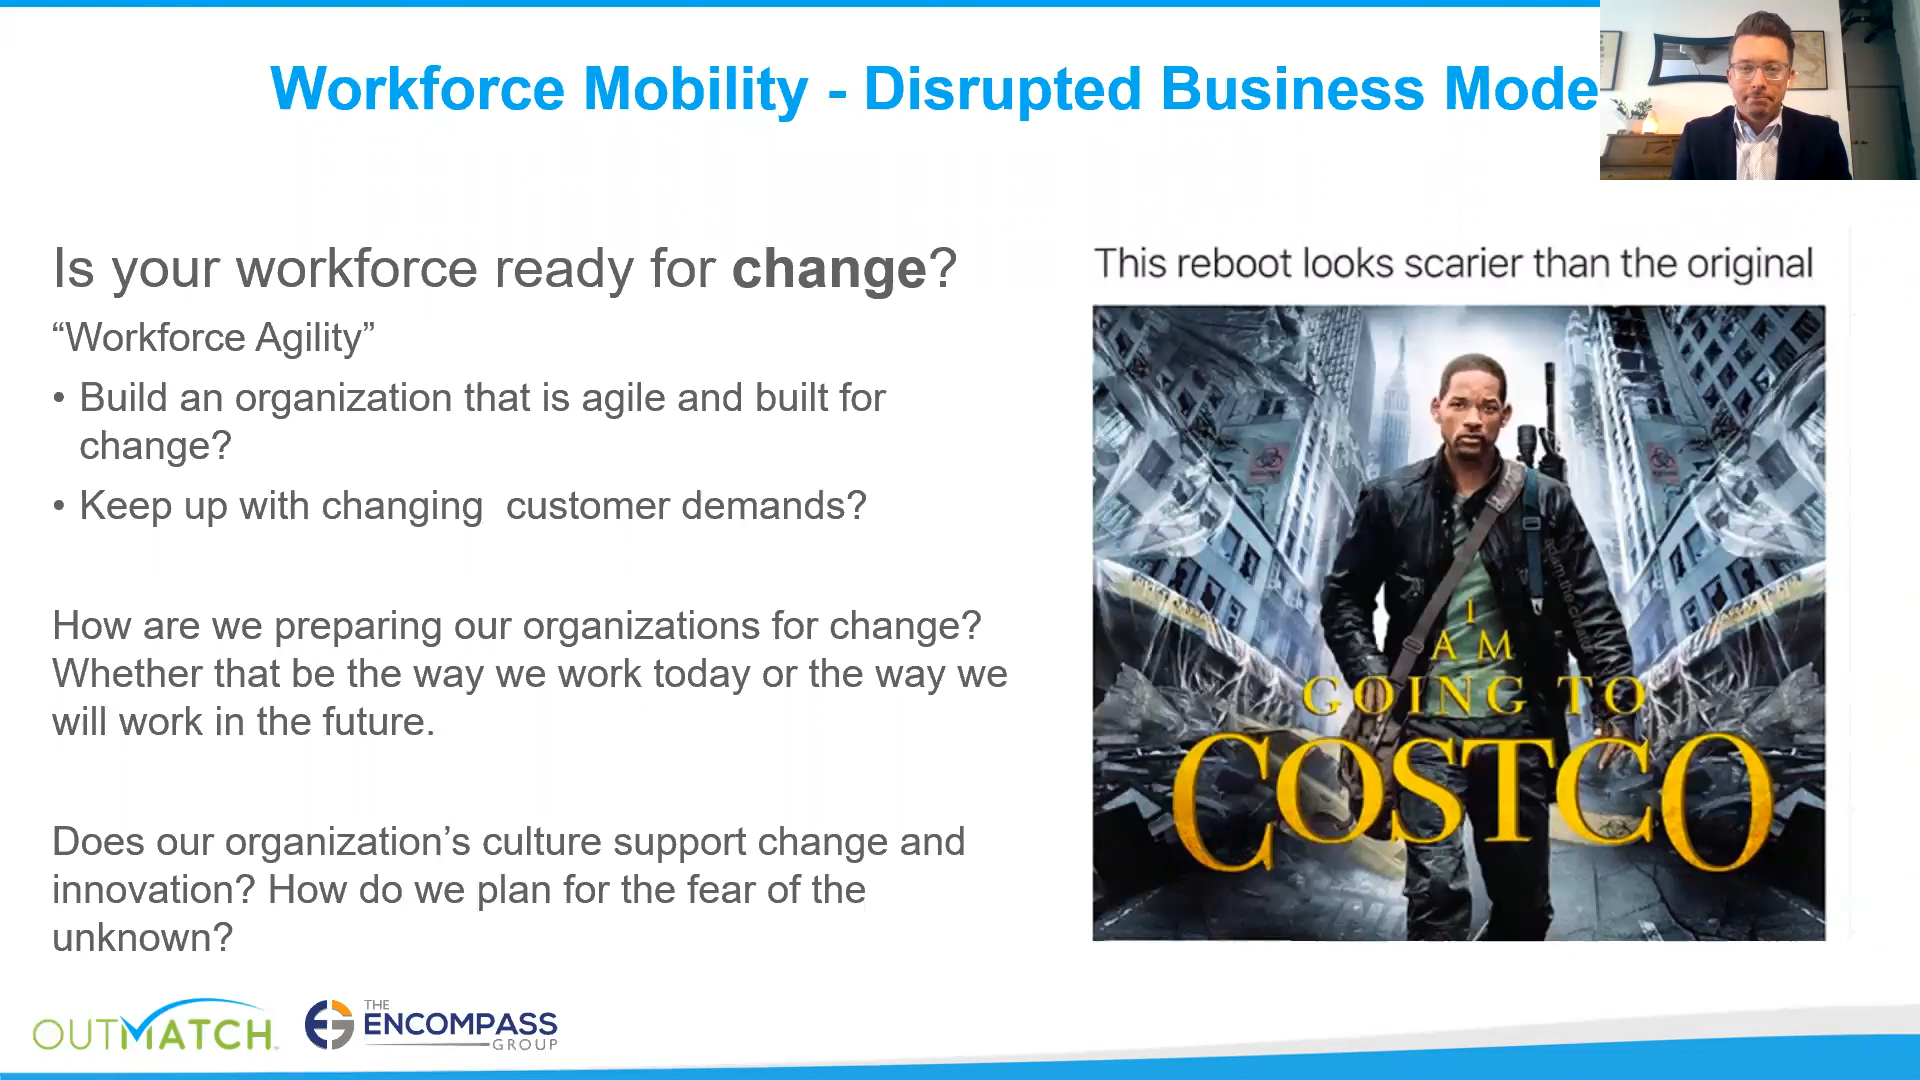 Workforce Mobility - Disrupted Business Mode
Is your workforce ready for change?
“Workforce Agility”
• Build an organization that is agile and built for
change?
• Keep up with changing  customer demands?
How are we preparing our organizations for change?
Whether that be the way we work today or the way we
will work in the future.
Does our organization’s culture support change and
innovation? How do we plan for the fear of the
unknown?
This reboot looks scarier than the original
adam.the.creator
I
AM
GOING TO
COSTCO
OUTMATCH
THE
ENCOMPASS
GROUP